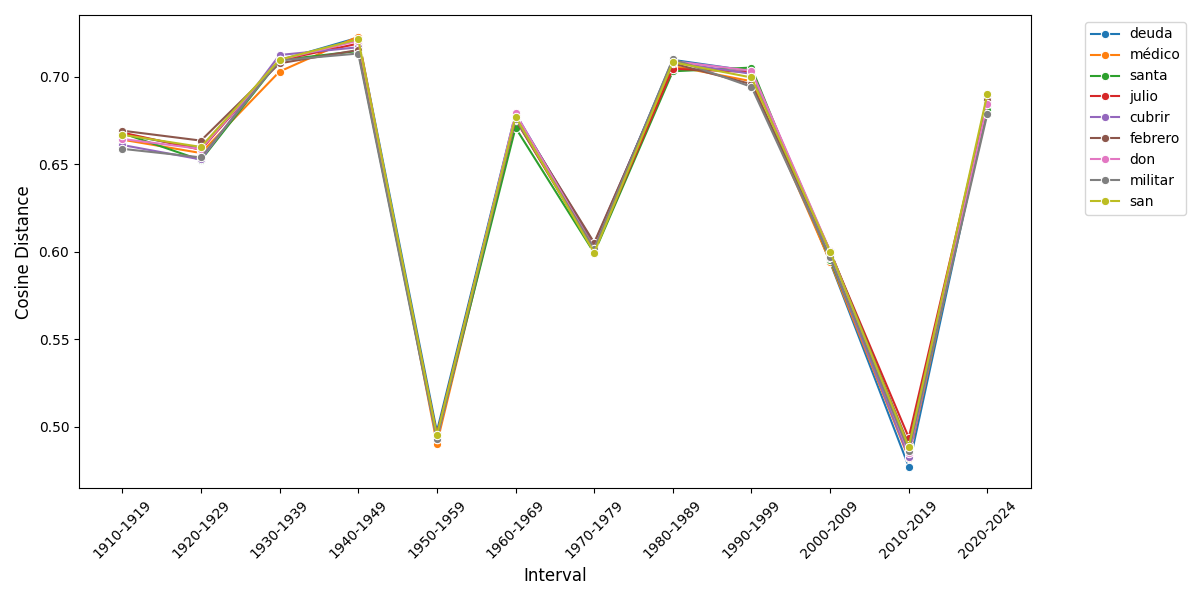 deuda
médico
santa
julio
cubrir
febrero
don
militar
san
Cosine Distance
0.70
0.65
0.60
0.55
0.50
1910-1919
1920-1929
1930-1939
1940-1949
1950-1959
1960-1969
1970-1979
1980-1989
1990-1999
2000-2009
2010-2019
2020-2024
Interval